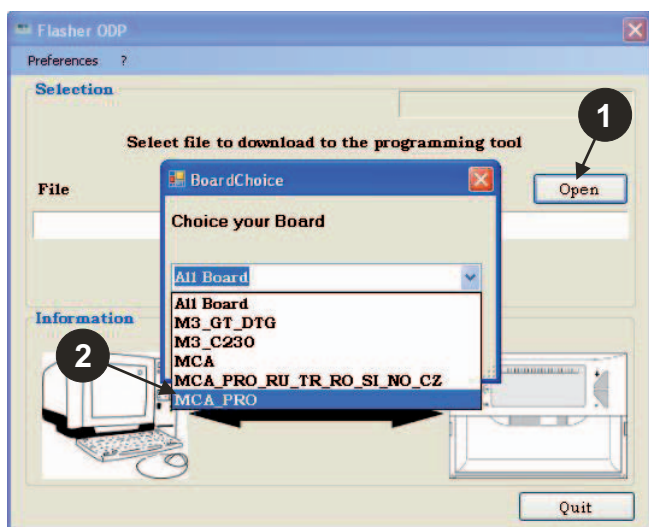 Flasher ODP
Preferences ?
Selection
1
Select file to download to the programming tool
File
Open
BoardChoice
Choice your Board
All Board
All Board
M3_GT_DTG
M3_C230
MCA
MCA_PRO_RU_TR_RO_SI_NO_CZ
MCA_PRO
Information
2
Quit